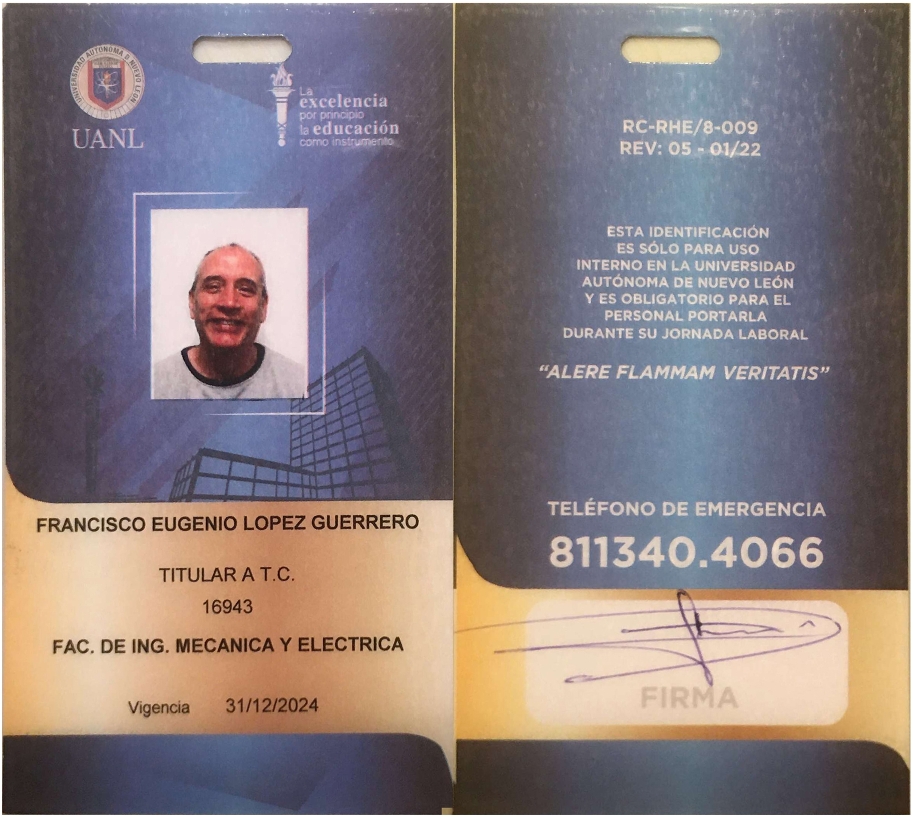 UNIVERSIDAD AUTONOMA DE NUEVO LEÓN
UANL
La
excelencia
por principio
la educación
como instrumento
FRANCISCO EUGENIO LOPEZ GUERRERO
TITULAR A T.C.
16943
FAC. DE ING. MECANICA Y ELECTRICA
Vigencia 31/12/2024
RC-RHE/8-009
REV: 05 - 01/22
ESTA IDENTIFICACIÓN
ES SÓLO PARA USO
INTERNO EN LA UNIVERSIDAD
AUTÓNOMA DE NUEVO LEÓN
Y ES OBLIGATORIO PARA EL
PERSONAL PORTARLA
DURANTE SU JORNADA LABORAL
“ALERE FLAMMAM VERITATIS”
TELÉFONO DE EMERGENCIA
811340.4066
FIRMA